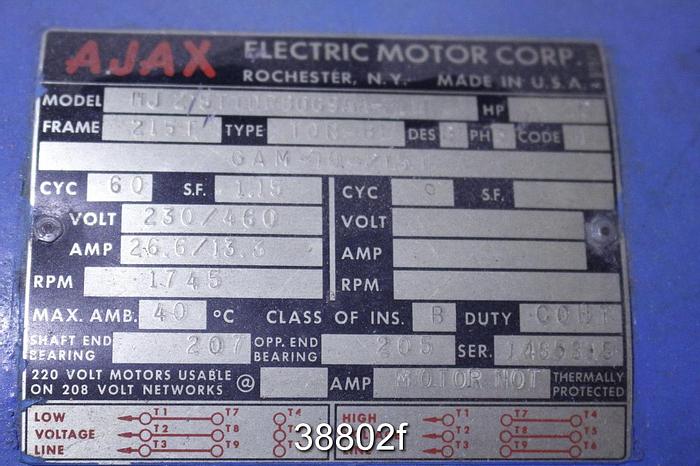 AJAX ELECTRIC MOTOR CORP.
ROCHESTER, N.Y. MADE IN U.S.A.
MODEL HP
FRAME 215T TYPE DES PH CODE
CYC 60 S.F. 1.15 CYC 0 S.F.
VOLT 230/460 VOLT
AMP 26.6/13.3 AMP
RPM 1745 RPM
MAX. AMB. 40 °C CLASS OF INS. B DUTY CONT
SHAFT END BEARING 207 OPP. END BEARING 205 SER.
220 VOLT MOTORS USABLE ON 208 VOLT NETWORKS @ AMP MOTOR NOT THERMALLY PROTECTED
LOW T1 T7 T4 HIGH T1 T7 T4
VOLTAGE T2 T8 T2 T8 T5
LINE T3 T9 T3 T9 T6
38802f